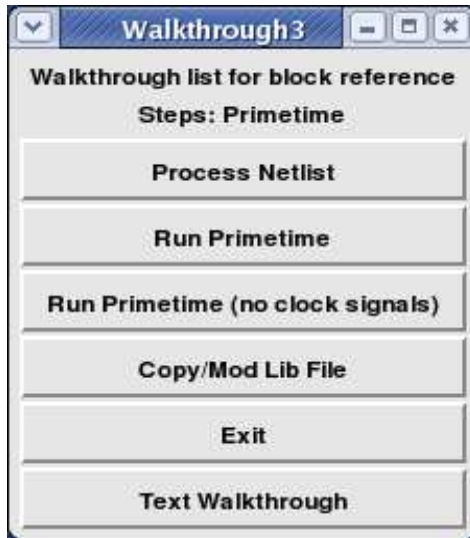 Walkthrough3
Walkthrough list for block reference
Steps: Primetime
Process Netlist
Run Primetime
Run Primetime (no clock signals)
Copy/Mod Lib File
Exit
Text Walkthrough